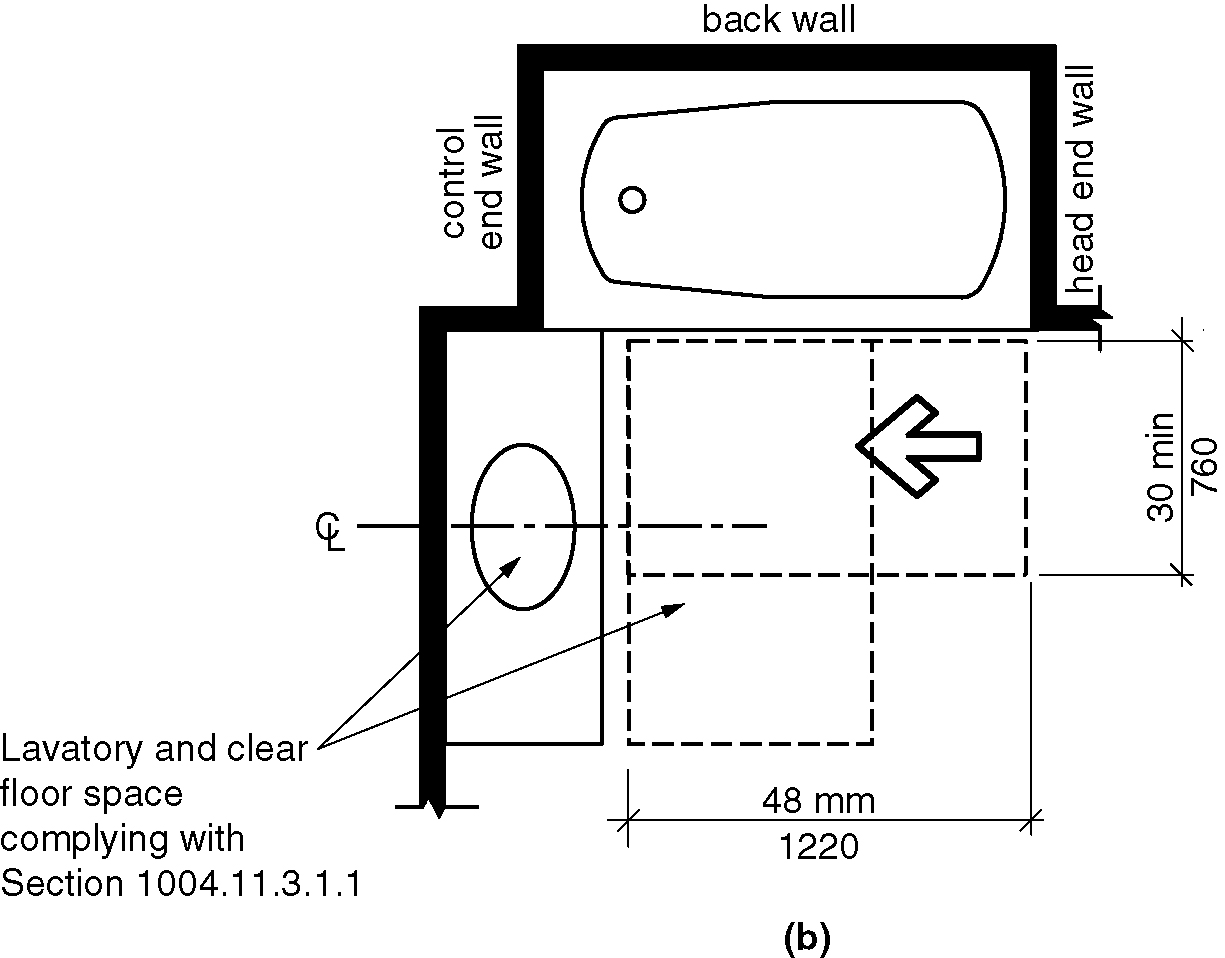 back wall
control
end wall
head end wall
30 min
760
℄
Lavatory and clear
floor space
complying with
Section 1004.11.3.1.1
48 mm
1220
(b)